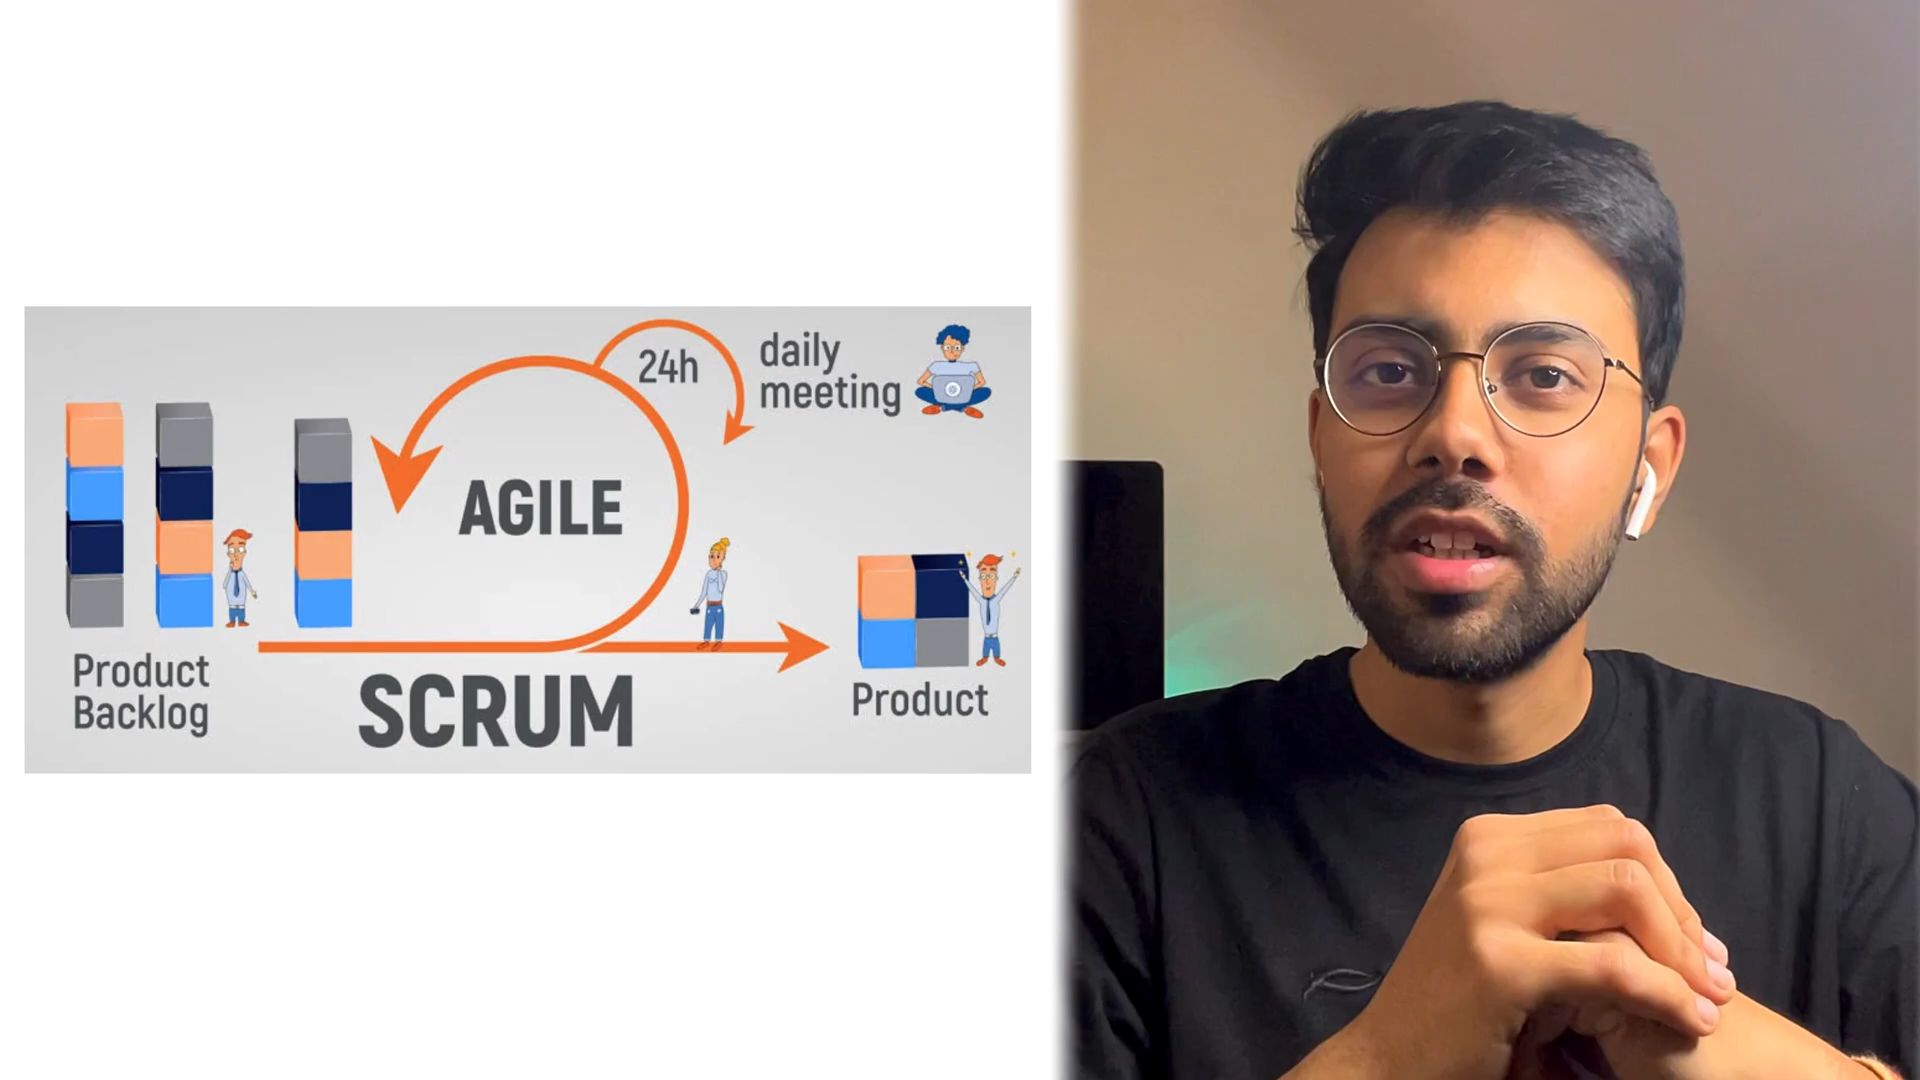 24h
daily
meeting
AGILE
Product
Backlog
SCRUM
Product